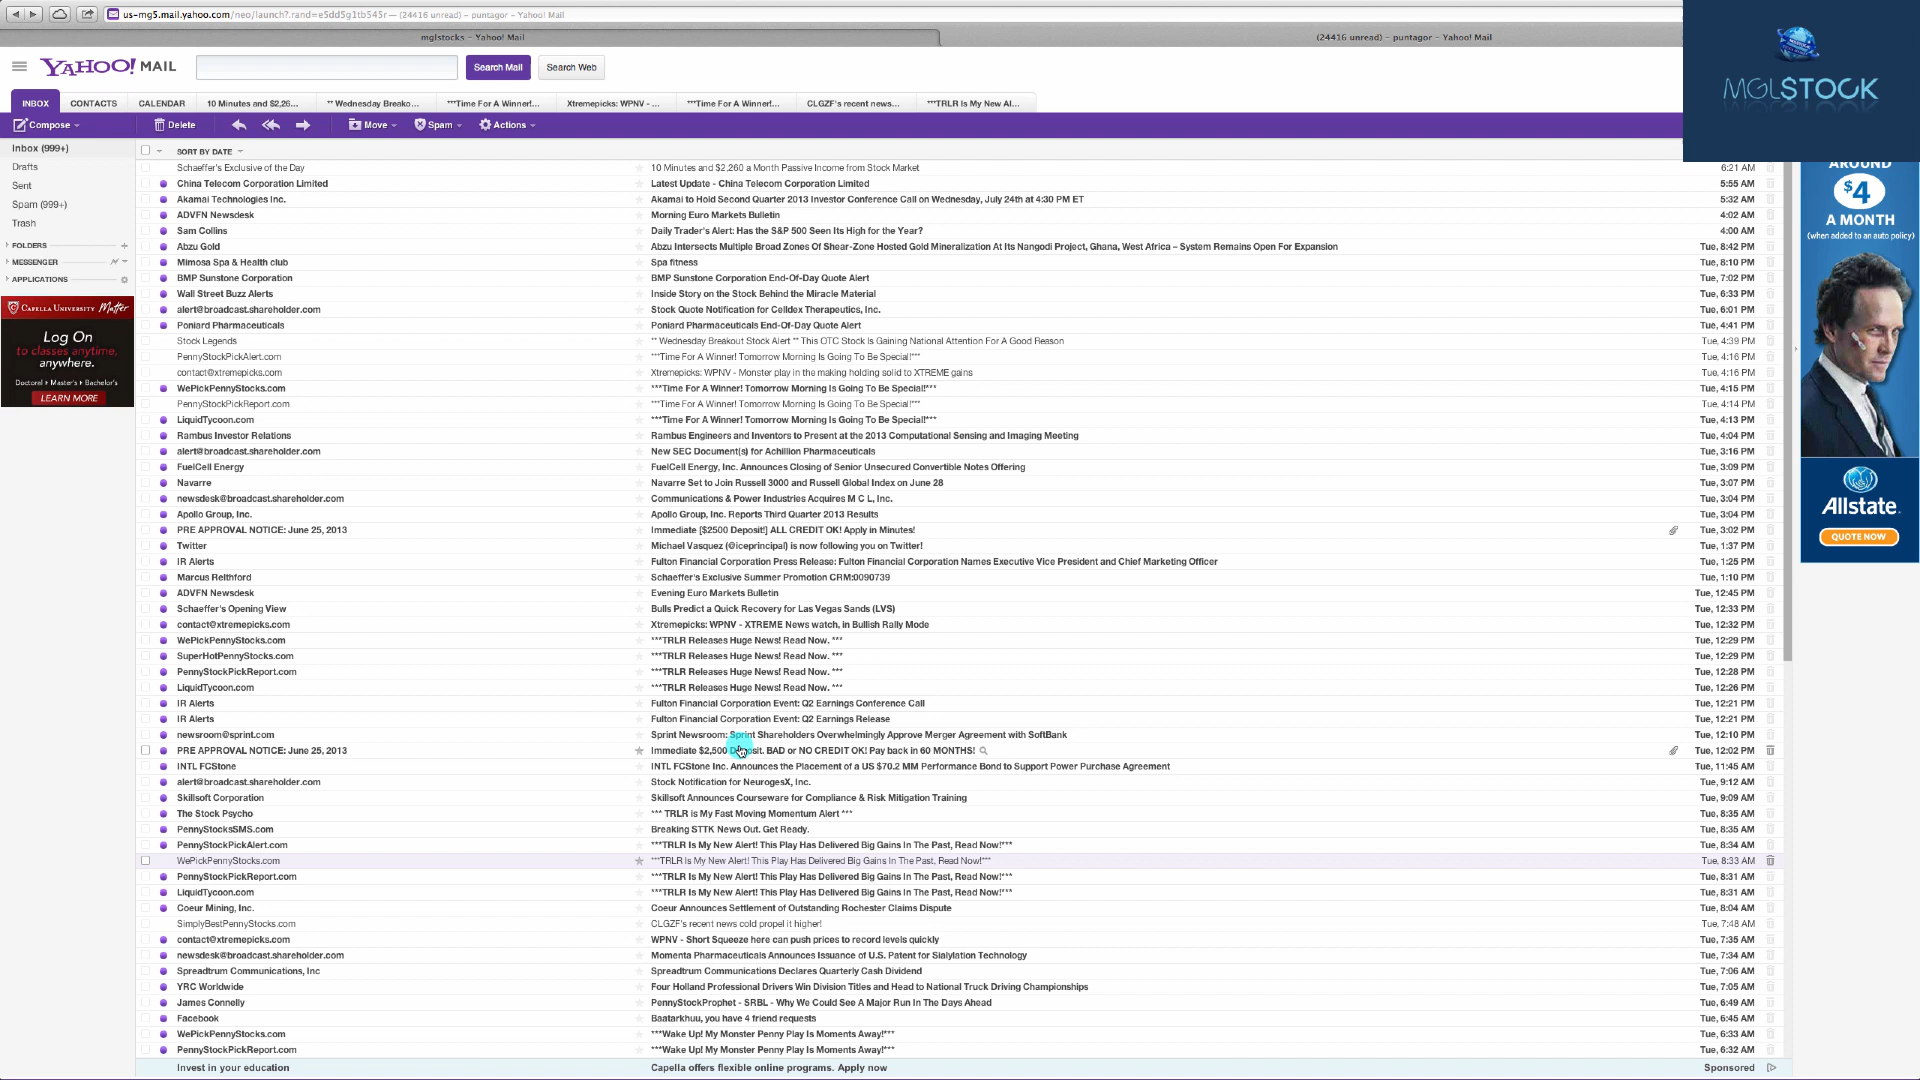 us-mg5.mail.yahoo.com/neo/launch?.rand=e5dd5g1tb545r— (24416 unread) – puntagor – Yahoo! Mail
mglstocks – Yahoo! Mail (24416 unread) – puntagor – Yahoo! Mail
YAHOO! MAIL Search Mail Search Web
MGLSTOCK
INBOX CONTACTS CALENDAR 10 Minutes and $2,26... ** Wednesday Breako... ***Time For A Winner!... Xtremepicks: WPNV - ... ***Time For A Winner!... CLGZF's recent news... ***TRLR Is My New Al...
Compose Delete Move Spam Actions
Inbox (999+)
Drafts
Sent
Spam (999+)
Trash
FOLDERS
MESSENGER
APPLICATIONS
CAPELLA UNIVERSITY Matter
Log On
to classes anytime,
anywhere.
Doctoral Master's Bachelor's
LEARN MORE
SORT BY DATE
Schaeffer's Exclusive of the Day 10 Minutes and $2,260 a Month Passive Income from Stock Market 6:21 AM
China Telecom Corporation Limited Latest Update - China Telecom Corporation Limited 5:55 AM
Akamai Technologies Inc. Akamai to Hold Second Quarter 2013 Investor Conference Call on Wednesday, July 24th at 4:30 PM ET 5:32 AM
ADVFN Newsdesk Morning Euro Markets Bulletin 4:02 AM
Sam Collins Daily Trader's Alert: Has the S&P 500 Seen Its High for the Year? 4:00 AM
Abzu Gold Abzu Intersects Multiple Broad Zones Of Shear-Zone Hosted Gold Mineralization At Its Nangodi Project, Ghana, West Africa – System Remains Open For Expansion Tue, 8:42 PM
Mimosa Spa & Health club Spa fitness Tue, 8:10 PM
BMP Sunstone Corporation BMP Sunstone Corporation End-Of-Day Quote Alert Tue, 7:02 PM
Wall Street Buzz Alerts Inside Story on the Stock Behind the Miracle Material Tue, 6:33 PM
alert@broadcast.shareholder.com Stock Quote Notification for Celldex Therapeutics, Inc. Tue, 6:01 PM
Poniard Pharmaceuticals Poniard Pharmaceuticals End-Of-Day Quote Alert Tue, 4:41 PM
Stock Legends ** Wednesday Breakout Stock Alert ** This OTC Stock Is Gaining National Attention For A Good Reason Tue, 4:39 PM
PennyStockPickAlert.com ***Time For A Winner! Tomorrow Morning Is Going To Be Special!*** Tue, 4:16 PM
contact@xtremepicks.com Xtremepicks: WPNV - Monster play in the making holding solid to XTREME gains Tue, 4:16 PM
WePickPennyStocks.com ***Time For A Winner! Tomorrow Morning Is Going To Be Special!*** Tue, 4:15 PM
PennyStockPickReport.com ***Time For A Winner! Tomorrow Morning Is Going To Be Special!*** Tue, 4:14 PM
LiquidTycoon.com ***Time For A Winner! Tomorrow Morning Is Going To Be Special!*** Tue, 4:13 PM
Rambus Investor Relations Rambus Engineers and Inventors to Present at the 2013 Computational Sensing and Imaging Meeting Tue, 4:04 PM
alert@broadcast.shareholder.com New SEC Document(s) for Achillion Pharmaceuticals Tue, 3:16 PM
FuelCell Energy FuelCell Energy, Inc. Announces Closing of Senior Unsecured Convertible Notes Offering Tue, 3:09 PM
Navarre Navarre Set to Join Russell 3000 and Russell Global Index on June 28 Tue, 3:07 PM
newsdesk@broadcast.shareholder.com Communications & Power Industries Acquires M C L, Inc. Tue, 3:04 PM
Apollo Group, Inc. Apollo Group, Inc. Reports Third Quarter 2013 Results Tue, 3:04 PM
PRE APPROVAL NOTICE: June 25, 2013 Immediate [$2500 Deposit!] ALL CREDIT OK! Apply in Minutes! Tue, 3:02 PM
Twitter Michael Vasquez (@iceprincipal) is now following you on Twitter! Tue, 1:37 PM
IR Alerts Fulton Financial Corporation Press Release: Fulton Financial Corporation Names Executive Vice President and Chief Marketing Officer Tue, 1:25 PM
Marcus Relthford Schaeffer's Exclusive Summer Promotion CRM:0090739 Tue, 1:10 PM
ADVFN Newsdesk Evening Euro Markets Bulletin Tue, 12:45 PM
Schaeffer's Opening View Bulls Predict a Quick Recovery for Las Vegas Sands (LVS) Tue, 12:33 PM
contact@xtremepicks.com Xtremepicks: WPNV - XTREME News watch, in Bullish Rally Mode Tue, 12:32 PM
WePickPennyStocks.com ***TRLR Releases Huge News! Read Now. *** Tue, 12:29 PM
SuperHotPennyStocks.com ***TRLR Releases Huge News! Read Now. *** Tue, 12:29 PM
PennyStockPickReport.com ***TRLR Releases Huge News! Read Now. *** Tue, 12:28 PM
LiquidTycoon.com ***TRLR Releases Huge News! Read Now. *** Tue, 12:26 PM
IR Alerts Fulton Financial Corporation Event: Q2 Earnings Conference Call Tue, 12:21 PM
IR Alerts Fulton Financial Corporation Event: Q2 Earnings Release Tue, 12:21 PM
newsroom@sprint.com Sprint Newsroom: Sprint Shareholders Overwhelmingly Approve Merger Agreement with SoftBank Tue, 12:10 PM
PRE APPROVAL NOTICE: June 25, 2013 Immediate $2,500 Deposit. BAD or NO CREDIT OK! Pay back in 60 MONTHS! Tue, 12:02 PM
INTL FCStone INTL FCStone Inc. Announces the Placement of a US $70.2 MM Performance Bond to Support Power Purchase Agreement Tue, 11:45 AM
alert@broadcast.shareholder.com Stock Notification for NeurogesX, Inc. Tue, 9:12 AM
Skillsoft Corporation Skillsoft Announces Courseware for Compliance & Risk Mitigation Training Tue, 9:09 AM
The Stock Psycho *** TRLR is My Fast Moving Momentum Alert *** Tue, 8:35 AM
PennyStocksSMS.com Breaking STTK News Out. Get Ready. Tue, 8:35 AM
PennyStockPickAlert.com ***TRLR Is My New Alert! This Play Has Delivered Big Gains In The Past, Read Now!*** Tue, 8:34 AM
WePickPennyStocks.com ***TRLR Is My New Alert! This Play Has Delivered Big Gains In The Past, Read Now!*** Tue, 8:33 AM
PennyStockPickReport.com ***TRLR Is My New Alert! This Play Has Delivered Big Gains In The Past, Read Now!*** Tue, 8:31 AM
LiquidTycoon.com ***TRLR Is My New Alert! This Play Has Delivered Big Gains In The Past, Read Now!*** Tue, 8:31 AM
Coeur Mining, Inc. Coeur Announces Settlement of Outstanding Rochester Claims Dispute Tue, 8:04 AM
SimplyBestPennyStocks.com CLGZF's recent news cold propel it higher! Tue, 7:48 AM
contact@xtremepicks.com WPNV - Short Squeeze here can push prices to record levels quickly Tue, 7:35 AM
newsdesk@broadcast.shareholder.com Momenta Pharmaceuticals Announces Issuance of U.S. Patent for Sialylation Technology Tue, 7:34 AM
Spreadtrum Communications, Inc Spreadtrum Communications Declares Quarterly Cash Dividend Tue, 7:06 AM
YRC Worldwide Four Holland Professional Drivers Win Division Titles and Head to National Truck Driving Championships Tue, 7:05 AM
James Connelly PennyStockProphet - SRBL - Why We Could See A Major Run In The Days Ahead Tue, 6:49 AM
Facebook Baatarkhuu, you have 4 friend requests Tue, 6:45 AM
WePickPennyStocks.com ***Wake Up! My Monster Penny Play Is Moments Away!*** Tue, 6:33 AM
PennyStockPickReport.com ***Wake Up! My Monster Penny Play Is Moments Away!*** Tue, 6:32 AM
Invest in your education Capella offers flexible online programs. Apply now Sponsored
AROUND
$4
A MONTH
(when added to an auto policy)
Allstate
QUOTE NOW